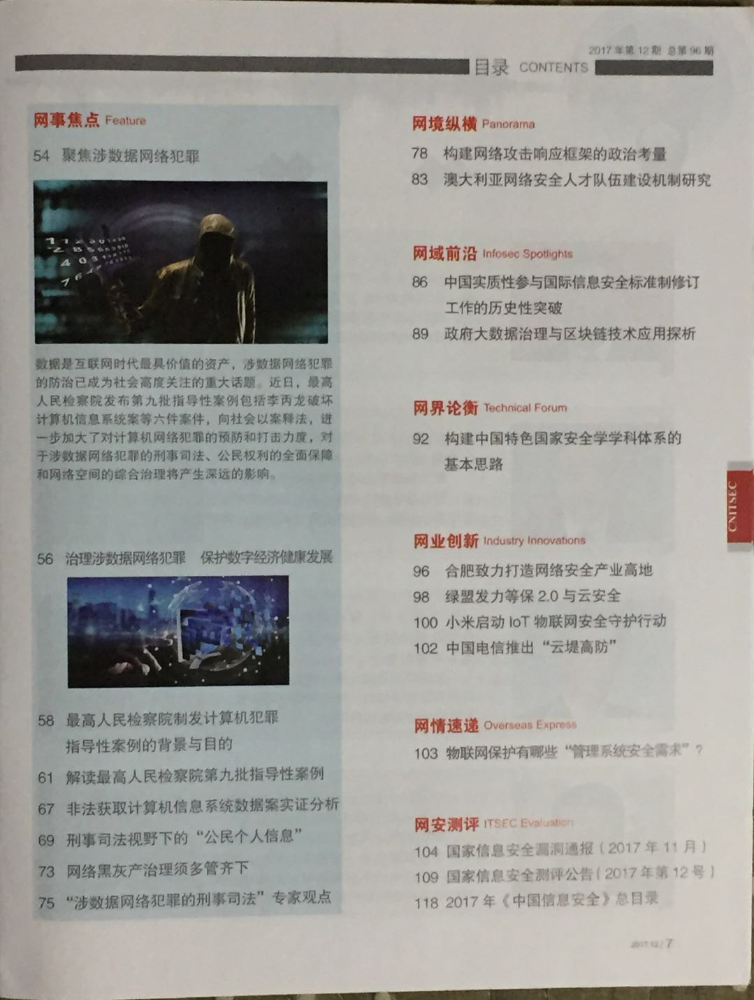 2017年第12期 总第96期
目录 CONTENTS
网事焦点 Feature
54 聚焦涉数据网络犯罪
数据是互联网时代最具价值的资产，涉数据网络犯罪
的防治已成为社会高度关注的重大话题。近日，最高
人民检察院发布第九批指导性案例包括李丙龙破坏
计算机信息系统案等六件案件，向社会以案释法，进
一步加大了对计算机网络犯罪的预防和打击力度，对
于涉数据网络犯罪的刑事司法、公民权利的全面保障
和网络空间的综合治理将产生深远的影响。
56 治理涉数据网络犯罪 保护数字经济健康发展
58 最高人民检察院制发计算机犯罪
指导性案例的背景与目的
61 解读最高人民检察院第九批指导性案例
67 非法获取计算机信息系统数据案实证分析
69 刑事司法视野下的“公民个人信息”
73 网络黑灰产治理须多管齐下
75 “涉数据网络犯罪的刑事司法”专家观点
网境纵横 Panorama
78 构建网络攻击响应框架的政治考量
83 澳大利亚网络安全人才队伍建设机制研究
网域前沿 Infosec Spotlights
86 中国实质性参与国际信息安全标准制修订
工作的历史性突破
89 政府大数据治理与区块链技术应用探析
网界论衡 Technical Forum
92 构建中国特色国家安全学学科体系的
基本思路
网业创新 Industry Innovations
96 合肥致力打造网络安全产业高地
98 绿盟发力等保2.0与云安全
100 小米启动IoT物联网安全守护行动
102 中国电信推出“云堤高防”
网情速递 Overseas Express
103 物联网保护有哪些“管理系统安全需求”？
网安测评 ITSEC Evaluation
104 国家信息安全漏洞通报（2017年11月）
109 国家信息安全测评公告（2017年第12号）
118 2017年《中国信息安全》总目录
CNITSEC
2017.12 / 7